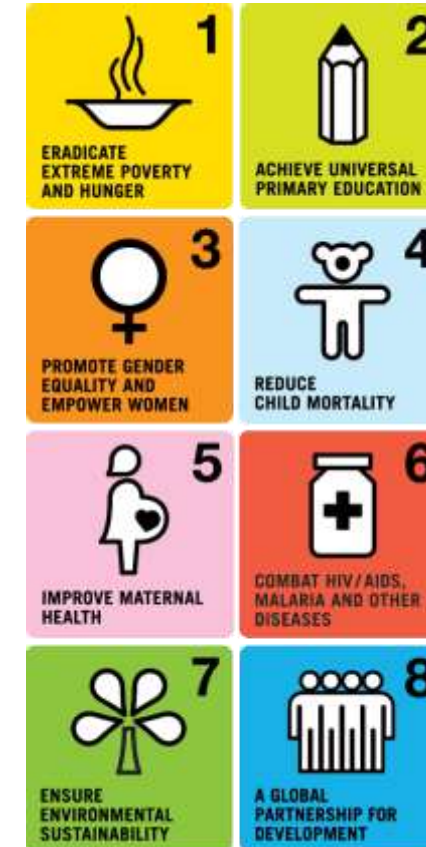 1
ERADICATE
EXTREME POVERTY
AND HUNGER
2
ACHIEVE UNIVERSAL
PRIMARY EDUCATION
3
PROMOTE GENDER
EQUALITY AND
EMPOWER WOMEN
4
REDUCE
CHILD MORTALITY
5
IMPROVE MATERNAL
HEALTH
6
COMBAT HIV/AIDS,
MALARIA AND OTHER
DISEASES
7
ENSURE
ENVIRONMENTAL
SUSTAINABILITY
8
A GLOBAL
PARTNERSHIP FOR
DEVELOPMENT